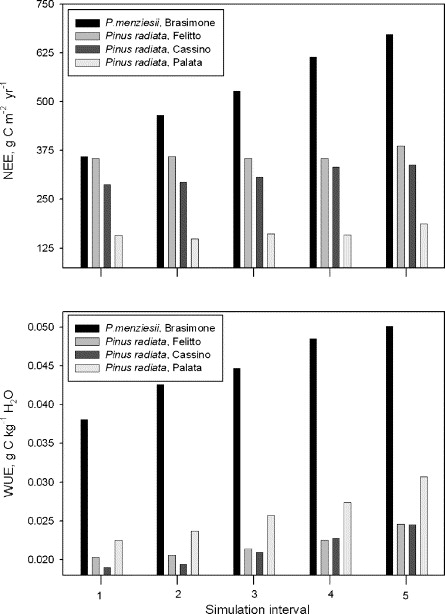 NEE, g C m⁻² yr⁻¹
750
625
500
375
250
125
P.menziesii, Brasimone
Pinus radiata, Felitto
Pinus radiata, Cassino
Pinus radiata, Palata
WUE, g C kg⁻¹ H₂O
0.050
0.045
0.040
0.035
0.030
0.025
0.020
P.menziesii, Brasimone
Pinus radiata, Felitto
Pinus radiata, Cassino
Pinus radiata, Palata
1 2 3 4 5
Simulation interval